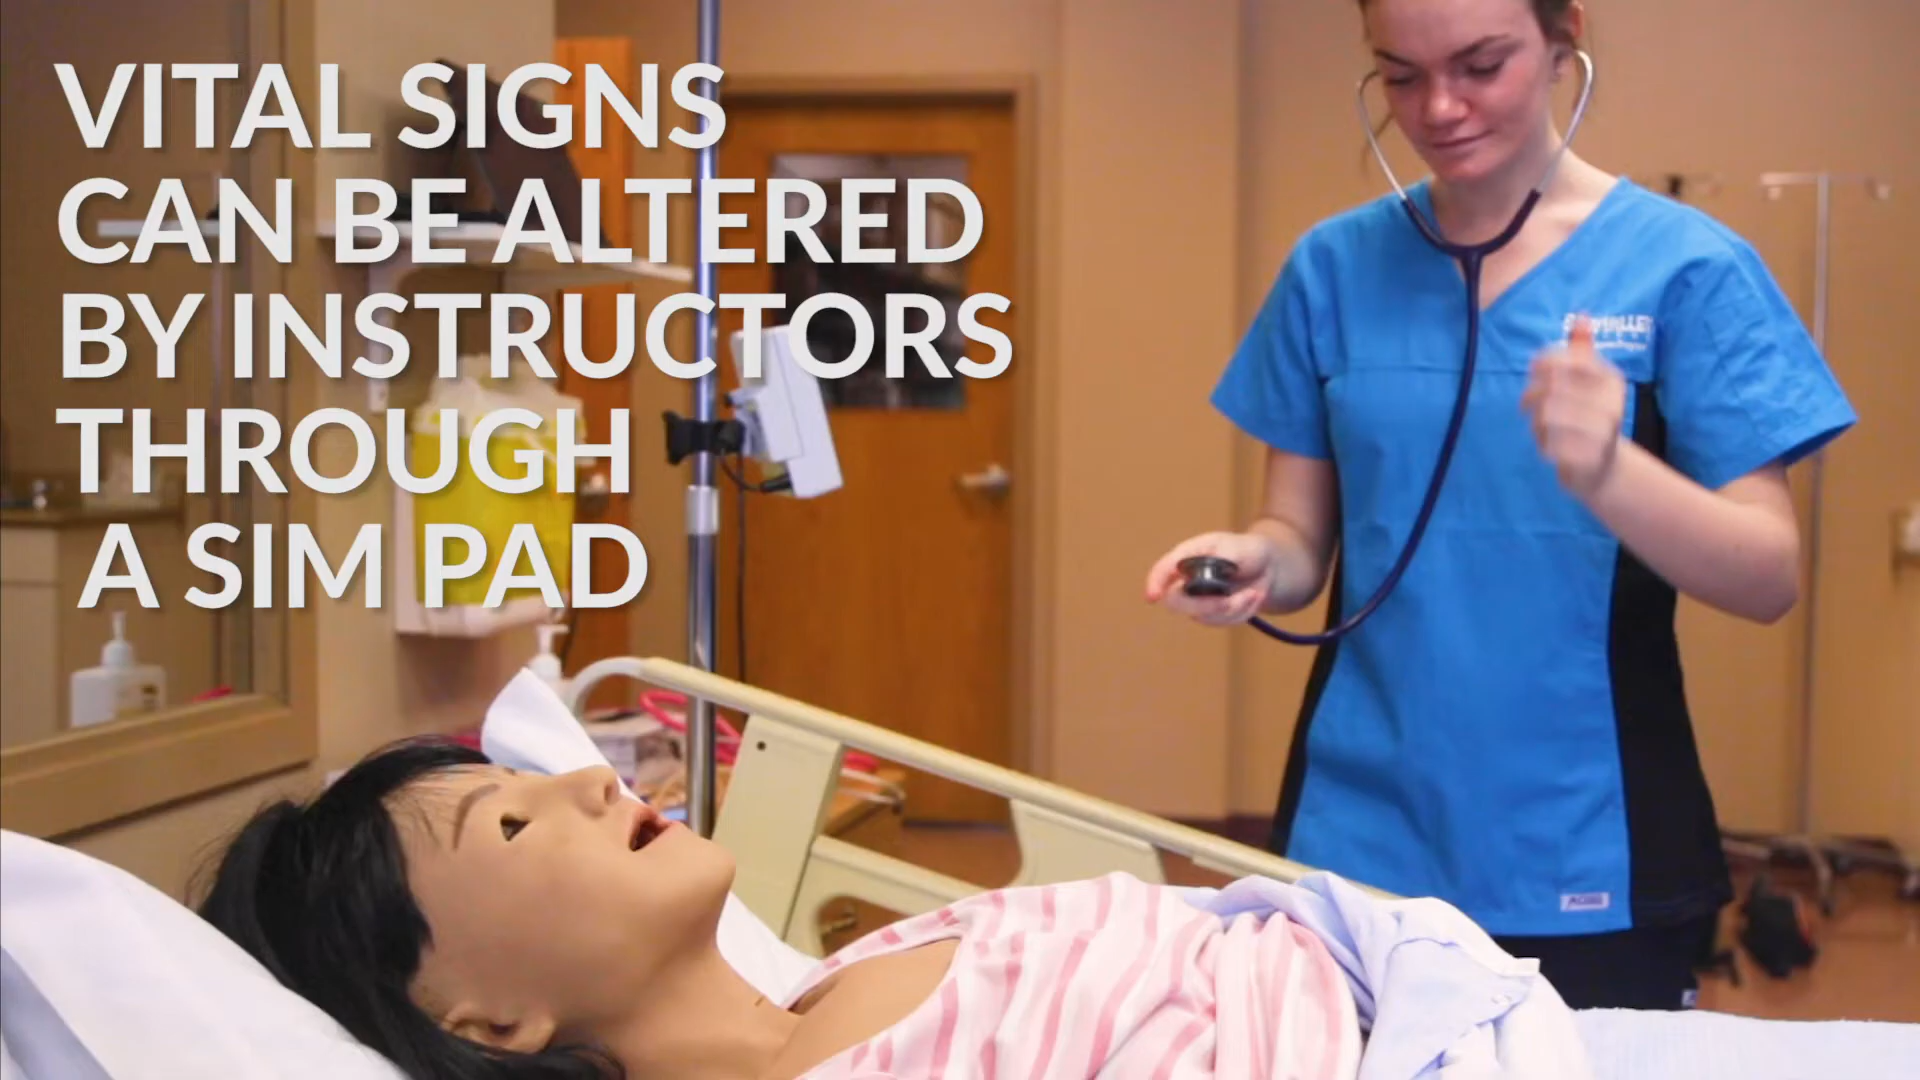 VITAL SIGNS
CAN BE ALTERED
BY INSTRUCTORS
THROUGH
A SIM PAD